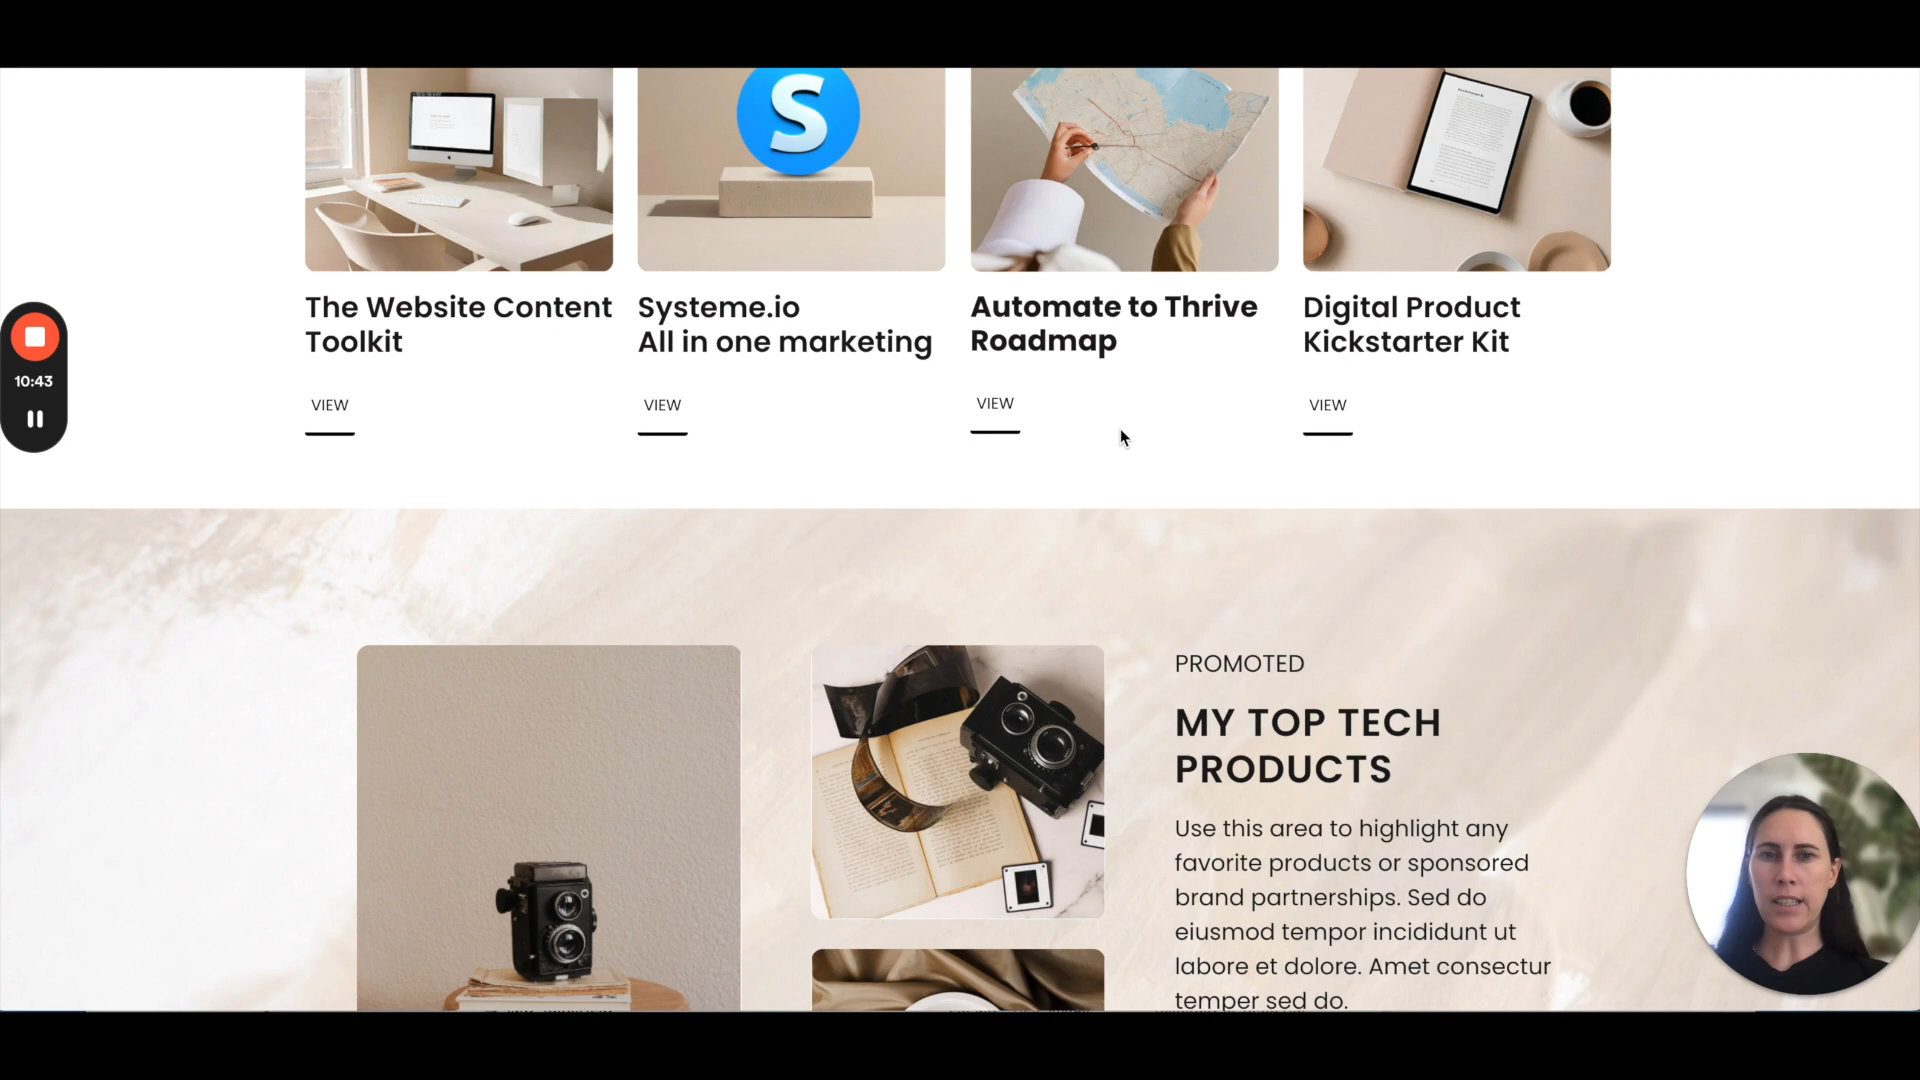 S
The Website Content
Toolkit
Systeme.io
All in one marketing
Automate to Thrive
Roadmap
Digital Product
Kickstarter Kit
10:43
VIEW
VIEW
VIEW
VIEW
PROMOTED
MY TOP TECH
PRODUCTS
Use this area to highlight any
favorite products or sponsored
brand partnerships. Sed do
eiusmod tempor incididunt ut
labore et dolore. Amet consectur
temper sed do.